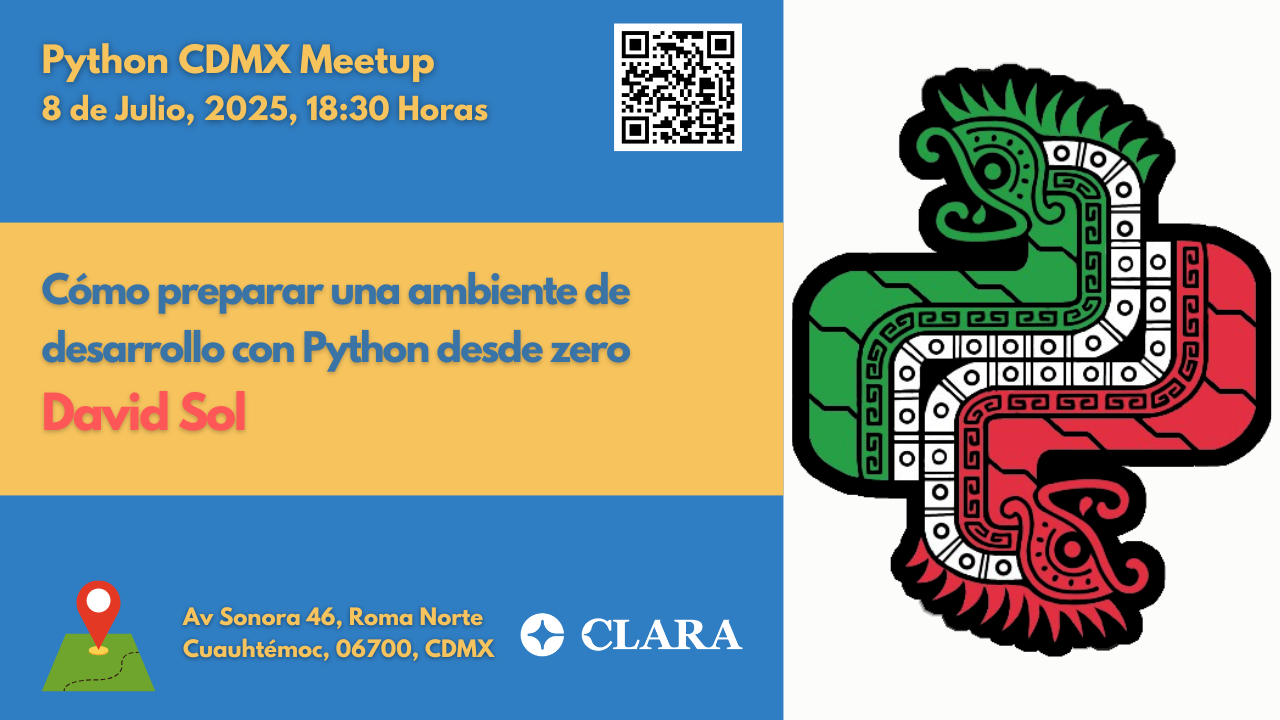 Python CDMX Meetup
8 de Julio, 2025, 18:30 Horas
Cómo preparar una ambiente de
desarrollo con Python desde zero
David Sol
Av Sonora 46, Roma Norte
Cuauhtémoc, 06700, CDMX
CLARA